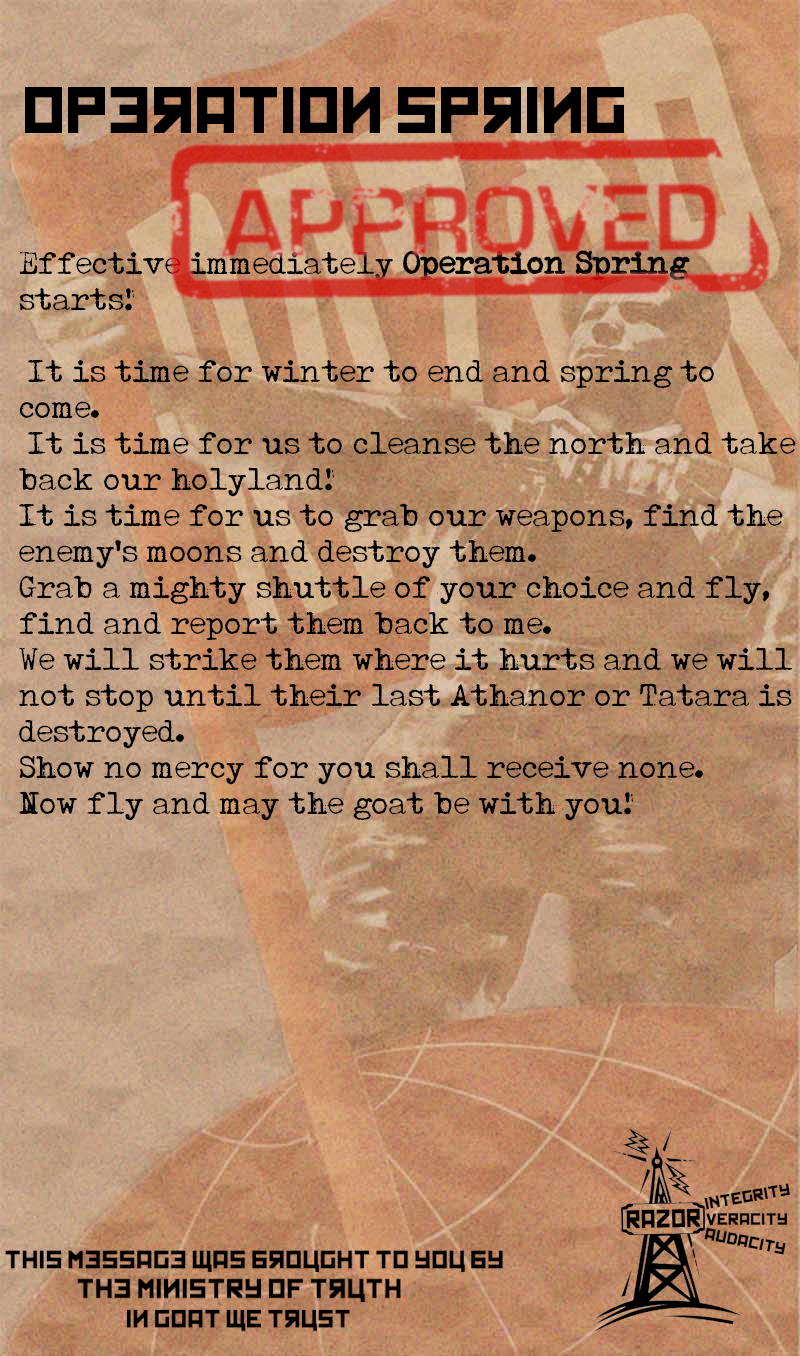 OPERATION SPRING
APPROVED
Effective immediately Operation Spring
starts!
It is time for winter to end and spring to
come.
It is time for us to cleanse the north and take
back our holyland!
It is time for us to grab our weapons, find the
enemy's moons and destroy them.
Grab a mighty shuttle of your choice and fly,
find and report them back to me.
We will strike them where it hurts and we will
not stop until their last Athanor or Tatara is
destroyed.
Show no mercy for you shall receive none.
Now fly and may the goat be with you!
RAZOR
INTEGRITY
VERACITY
AUDACITY
THIS MESSAGE WAS BROUGHT TO YOU BY
THE MINISTRY OF TRUTH
IN GOAT WE TRUST